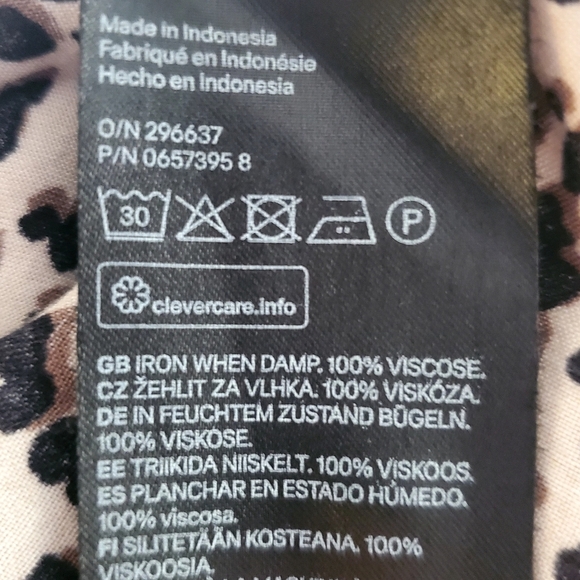 Made in Indonesia
Fabriqué en Indonésie
Hecho en Indonesia
O/N 296637
P/N 0657395 8
30
P
clevercare.info
GB IRON WHEN DAMP. 100% VISCOSE.
CZ ŽEHLIT ZA VLHKA. 100% VISKÓZA.
DE IN FEUCHTEM ZUSTAND BÜGELN.
100% VISKOSE.
EE TRIIKIDA NIISKELT. 100% VISKOOS.
ES PLANCHAR EN ESTADO HÚMEDO.
100% viscosa.
FI SILITETÄÄN KOSTEANA. 100%
VISKOOSIA.